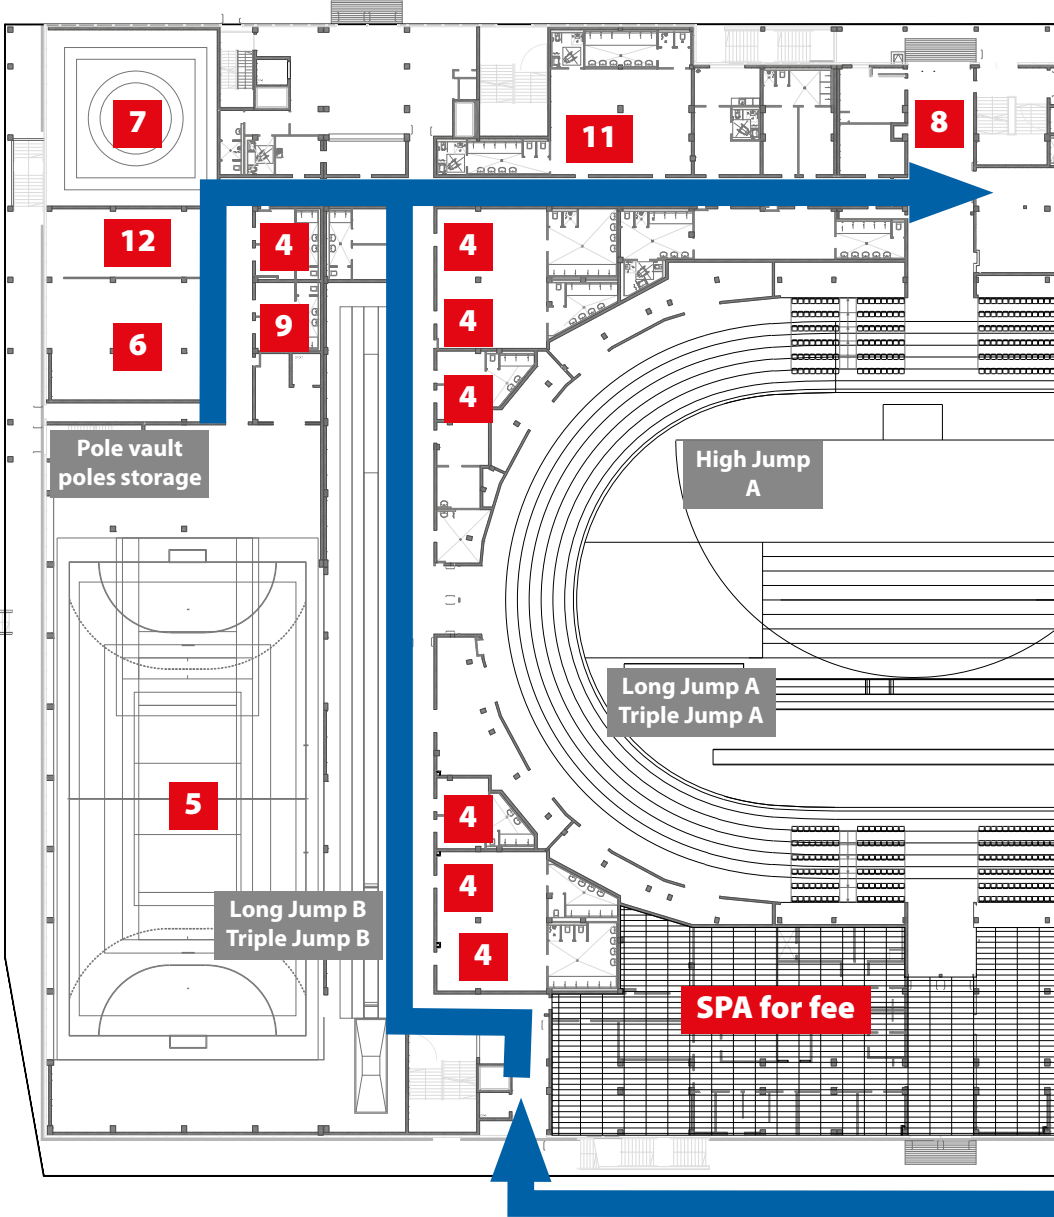 7
11
8
12
4
4
9
4
6
4
Pole vault
poles storage
High Jump
A
Long Jump A
Triple Jump A
5
4
4
Long Jump B
Triple Jump B
4
SPA for fee